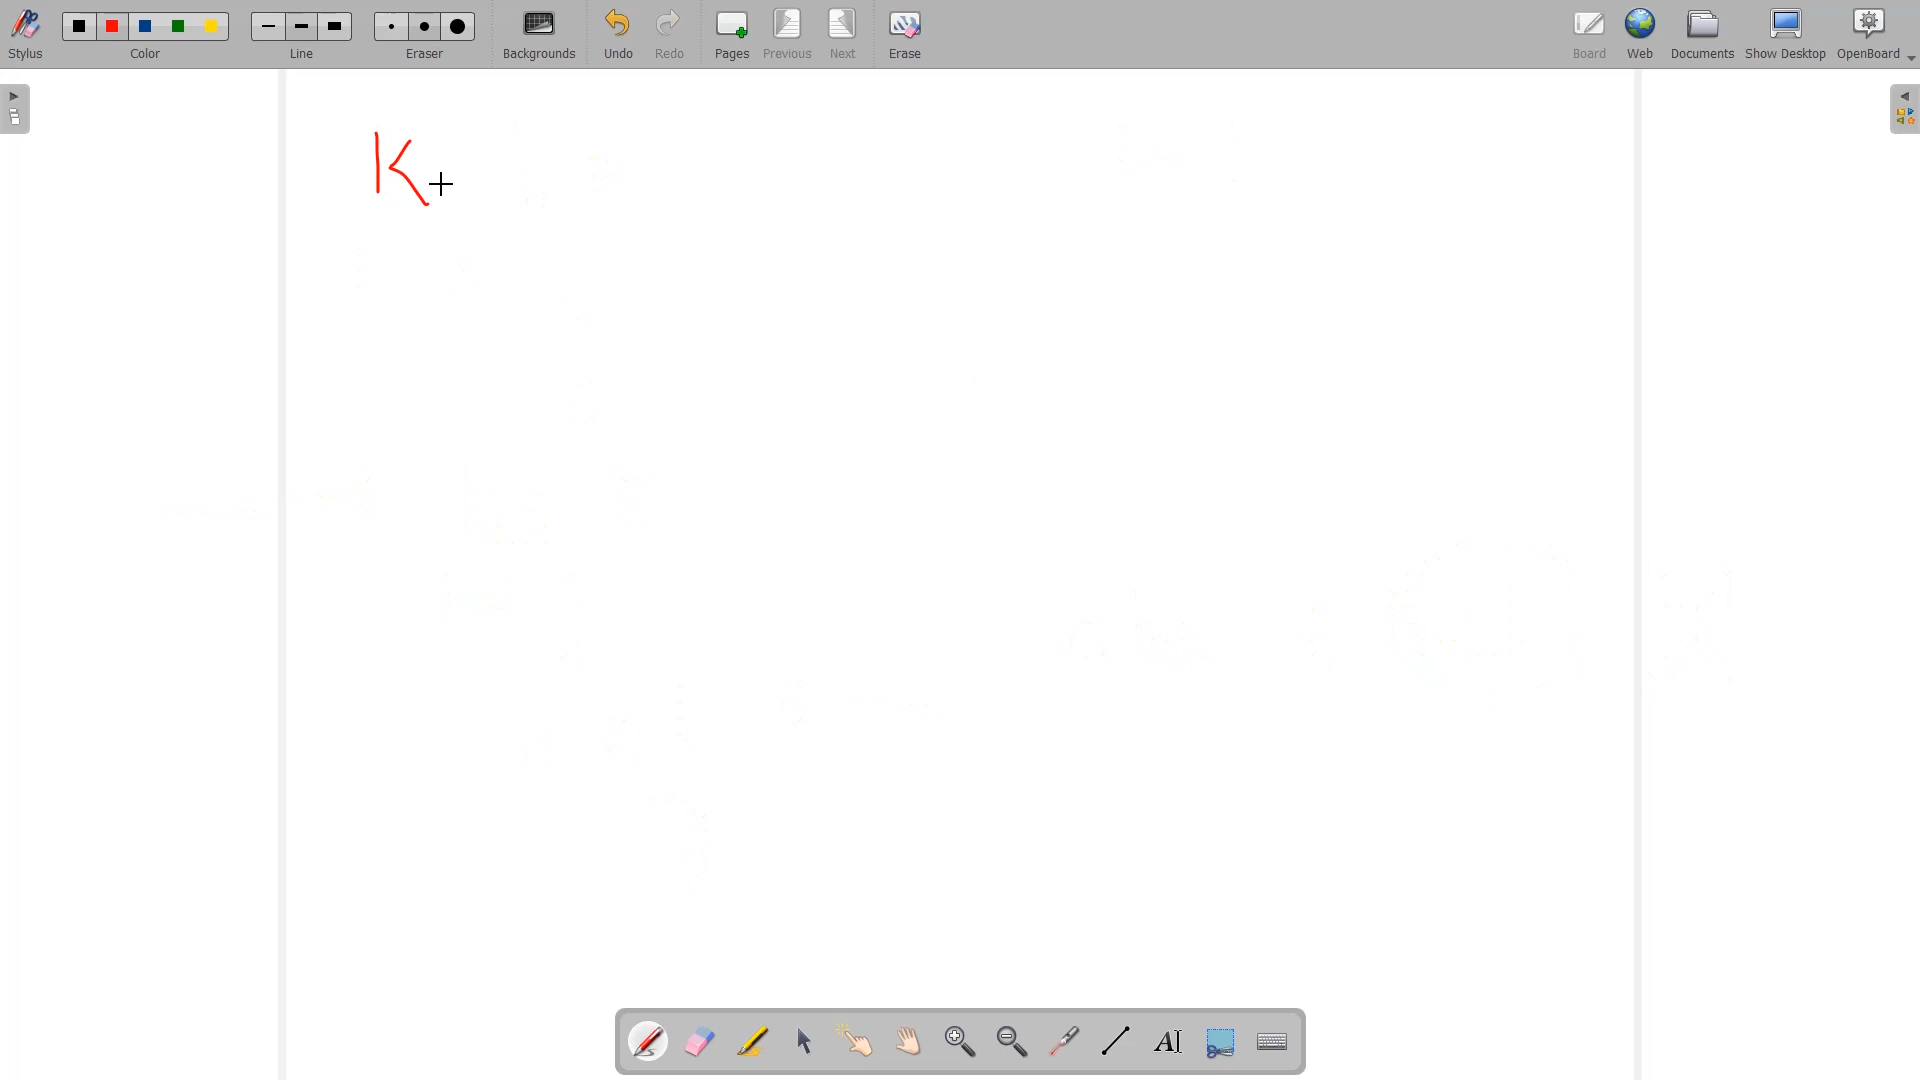 Stylus Color Line Eraser Backgrounds Undo Redo Pages Previous Next Erase Board Web Documents Show Desktop OpenBoard
K
A